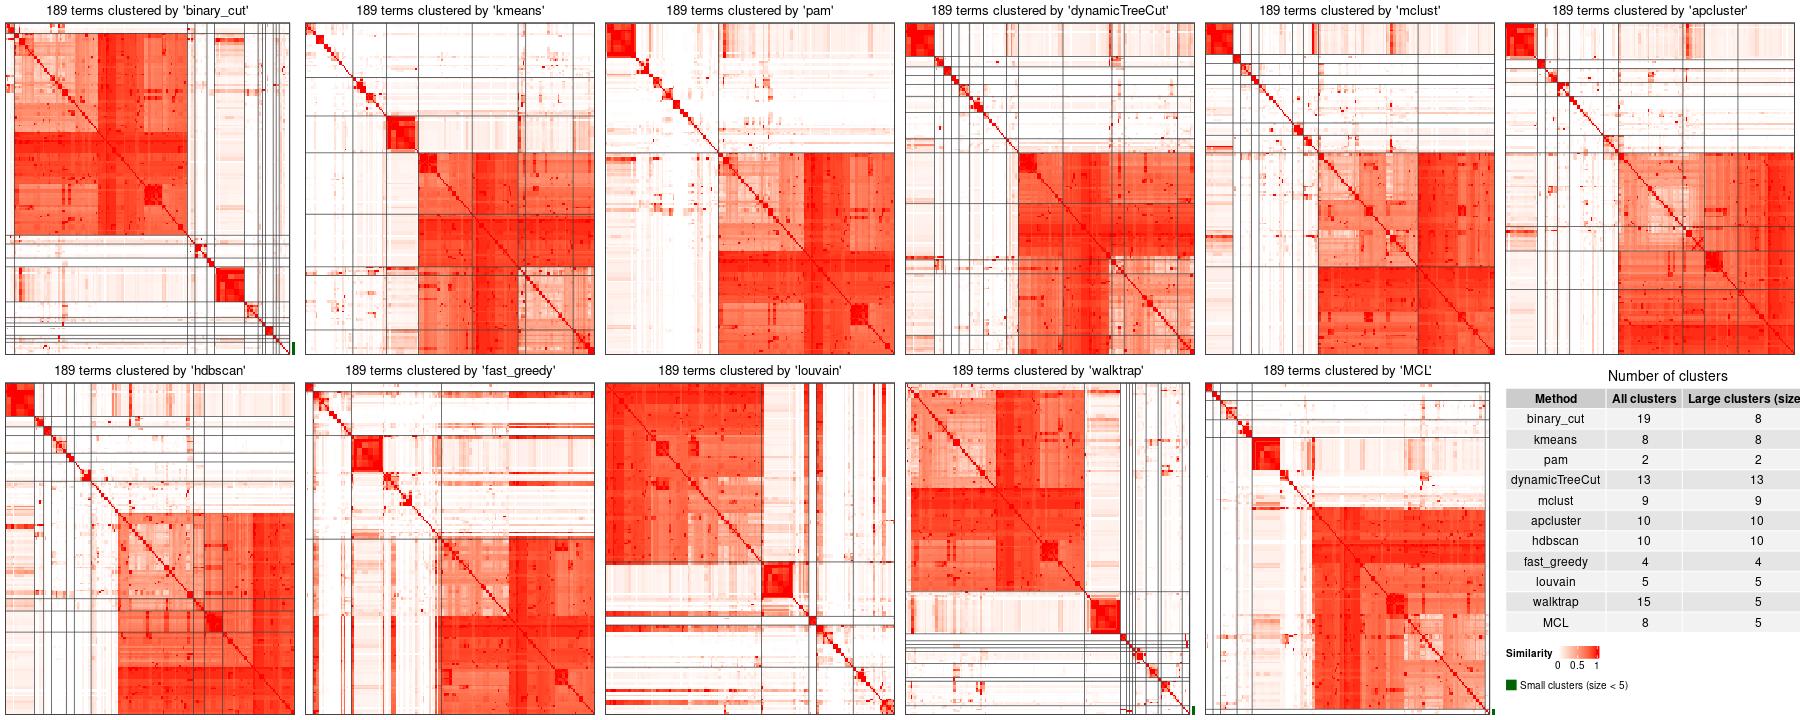 189 terms clustered by 'binary_cut'
189 terms clustered by 'kmeans'
189 terms clustered by 'pam'
189 terms clustered by 'dynamicTreeCut'
189 terms clustered by 'mclust'
189 terms clustered by 'apcluster'
189 terms clustered by 'hdbscan'
189 terms clustered by 'fast_greedy'
189 terms clustered by 'louvain'
189 terms clustered by 'walktrap'
189 terms clustered by 'MCL'
Number of clusters
Method All clusters Large clusters (size
binary_cut 19 8
kmeans 8 8
pam 2 2
dynamicTreeCut 13 13
mclust 9 9
apcluster 10 10
hdbscan 10 10
fast_greedy 4 4
louvain 5 5
walktrap 15 5
MCL 8 5
Similarity
0 0.5 1
Small clusters (size < 5)